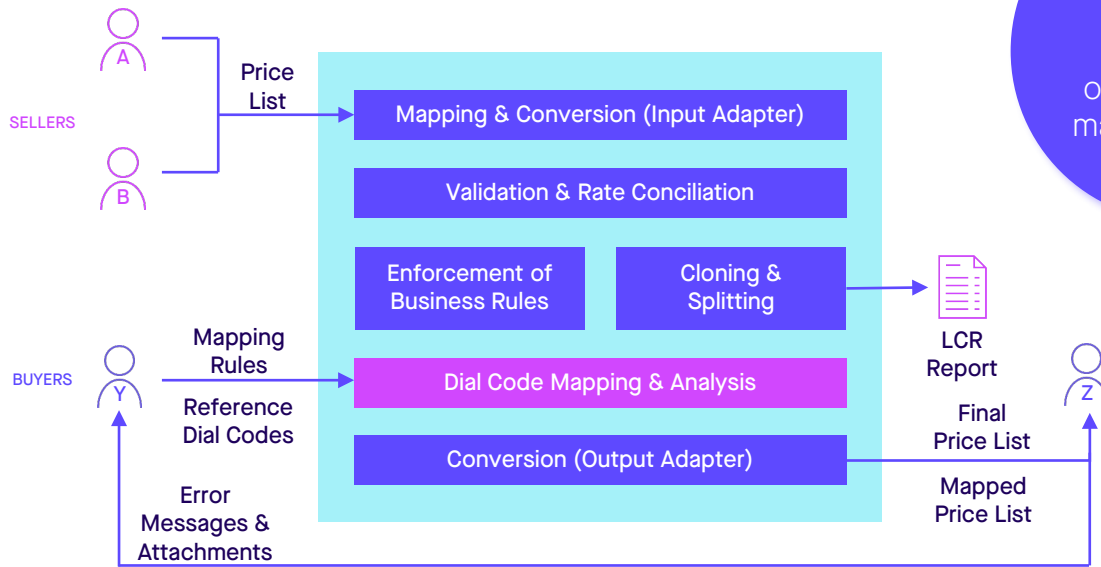 A
Price
List
SELLERS
B
Mapping & Conversion (Input Adapter)
Validation & Rate Conciliation
Enforcement of
Business Rules
Cloning &
Splitting
LCR
Report
Mapping
Rules
BUYERS
Y
Reference
Dial Codes
Dial Code Mapping & Analysis
Z
Final
Price List
Conversion (Output Adapter)
Mapped
Price List
Error
Messages &
Attachments